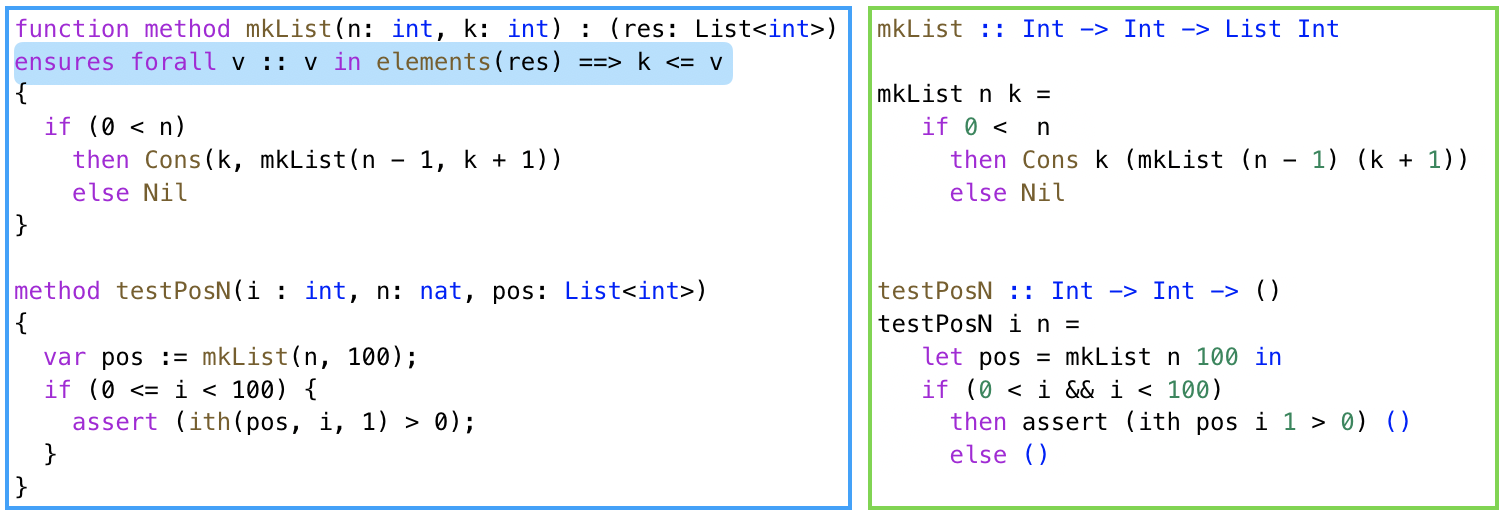 function method mkList(n: int, k: int) : (res: List<int>)
ensures forall v :: v in elements(res) ==> k <= v
{
  if (0 < n)
    then Cons(k, mkList(n - 1, k + 1))
    else Nil
}

method testPosN(i : int, n: nat, pos: List<int>)
{
  var pos := mkList(n, 100);
  if (0 <= i < 100) {
    assert (ith(pos, i, 1) > 0);
  }
}

mkList :: Int -> Int -> List Int

mkList n k =
   if 0 <  n
     then Cons k (mkList (n - 1) (k + 1))
     else Nil

testPosN :: Int -> Int -> ()
testPosN i n =
   let pos = mkList n 100 in
   if (0 < i && i < 100)
     then assert (ith pos i 1 > 0) ()
     else ()